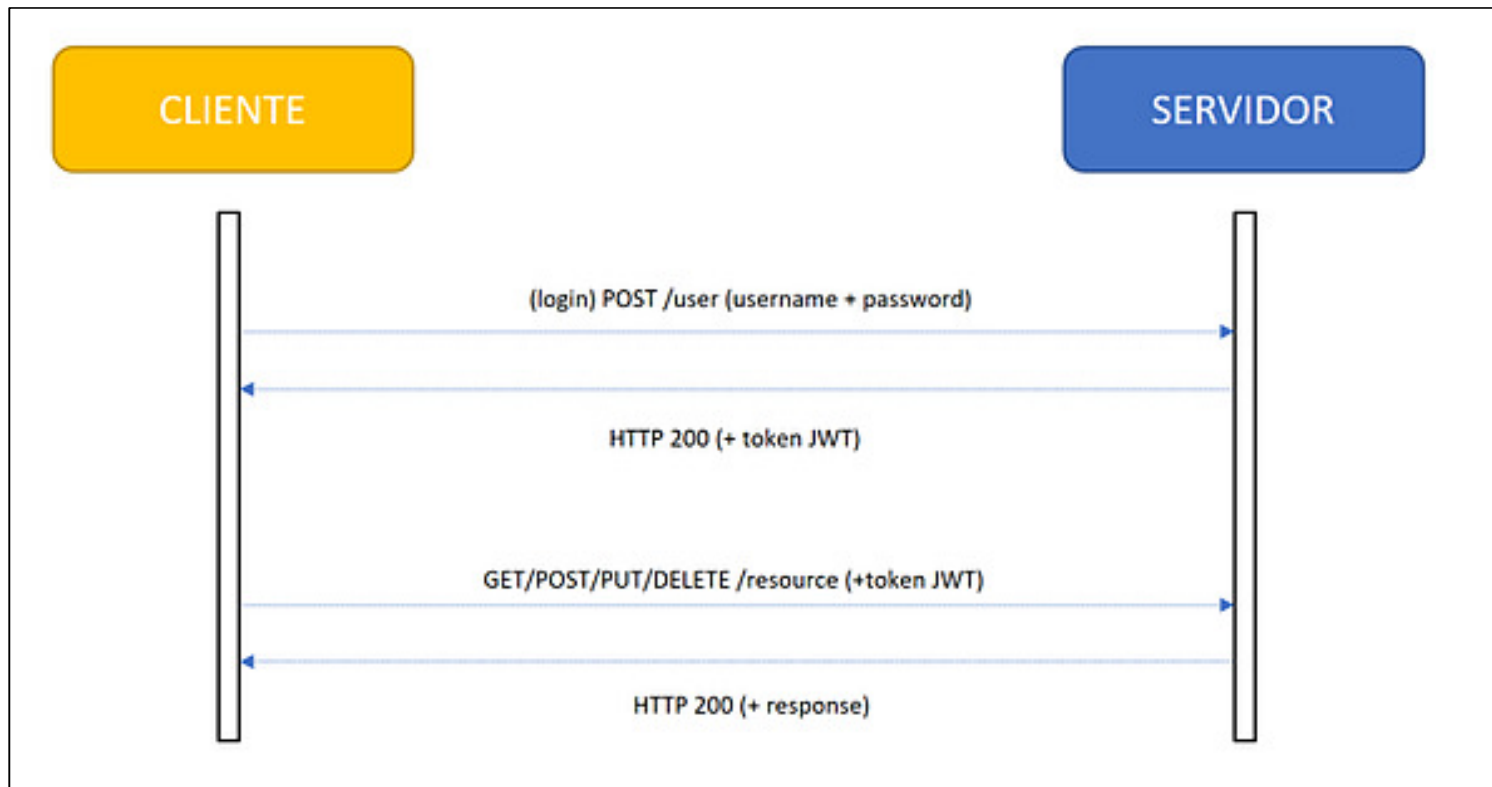 CLIENTE
SERVIDOR
(login) POST /user (username + password)
HTTP 200 (+ token JWT)
GET/POST/PUT/DELETE /resource (+token JWT)
HTTP 200 (+ response)